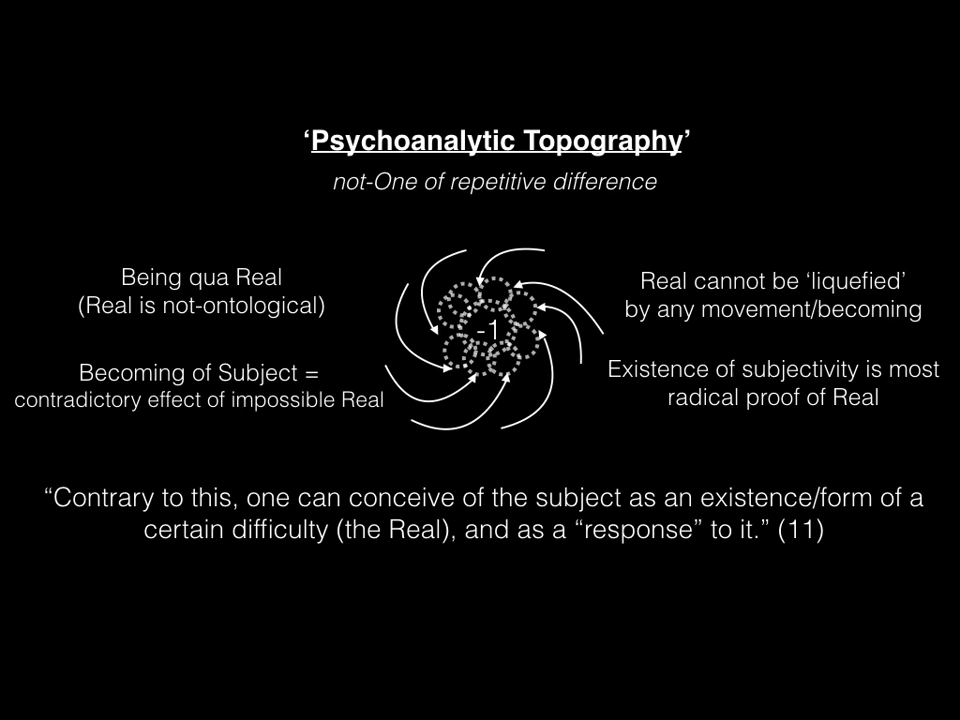 ‘Psychoanalytic Topography’
not-One of repetitive difference
Being qua Real
(Real is not-ontological)
Becoming of Subject =
contradictory effect of impossible Real
-1
Real cannot be ‘liquefied’
by any movement/becoming
Existence of subjectivity is most
radical proof of Real
“Contrary to this, one can conceive of the subject as an existence/form of a
certain difficulty (the Real), and as a “response” to it.” (11)